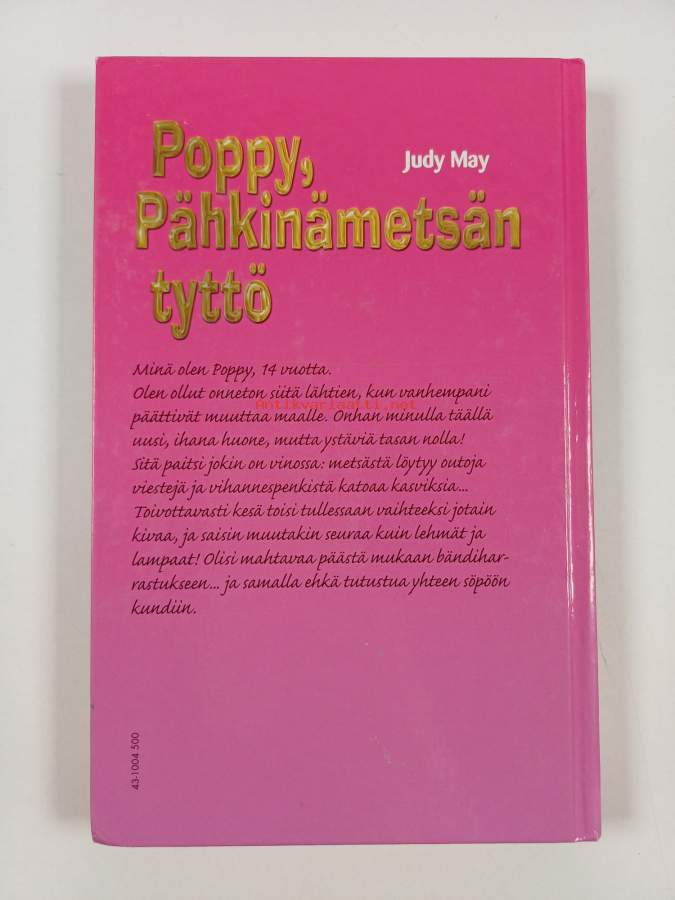 Poppy,
Judy May
Pähkinämetsän
tyttö
Minä olen Poppy, 14 vuotta.
Olen ollut onneton siitä lähtien, kun vanhempani
Antikvariaatti.net
päättivät muuttaa maalle. Onhan minulla täällä
uusi, ihana huone, mutta ystäviä tasan nolla!
Sitä paitsi jokin on vinossa: metsästä löytyy outoja
viestejä ja vihannespenkistä katoaa kasviksia...
Toivottavasti kesä toisi tullessaan vaihteeksi jotain
kivaa, ja saisin muutakin seuraa kuin lehmät ja
lampaat! Olisi mahtavaa päästä mukaan bändihar-
rastukseen... ja samalla ehkä tutustua yhteen söpöön
kundiin.
43-1004 500